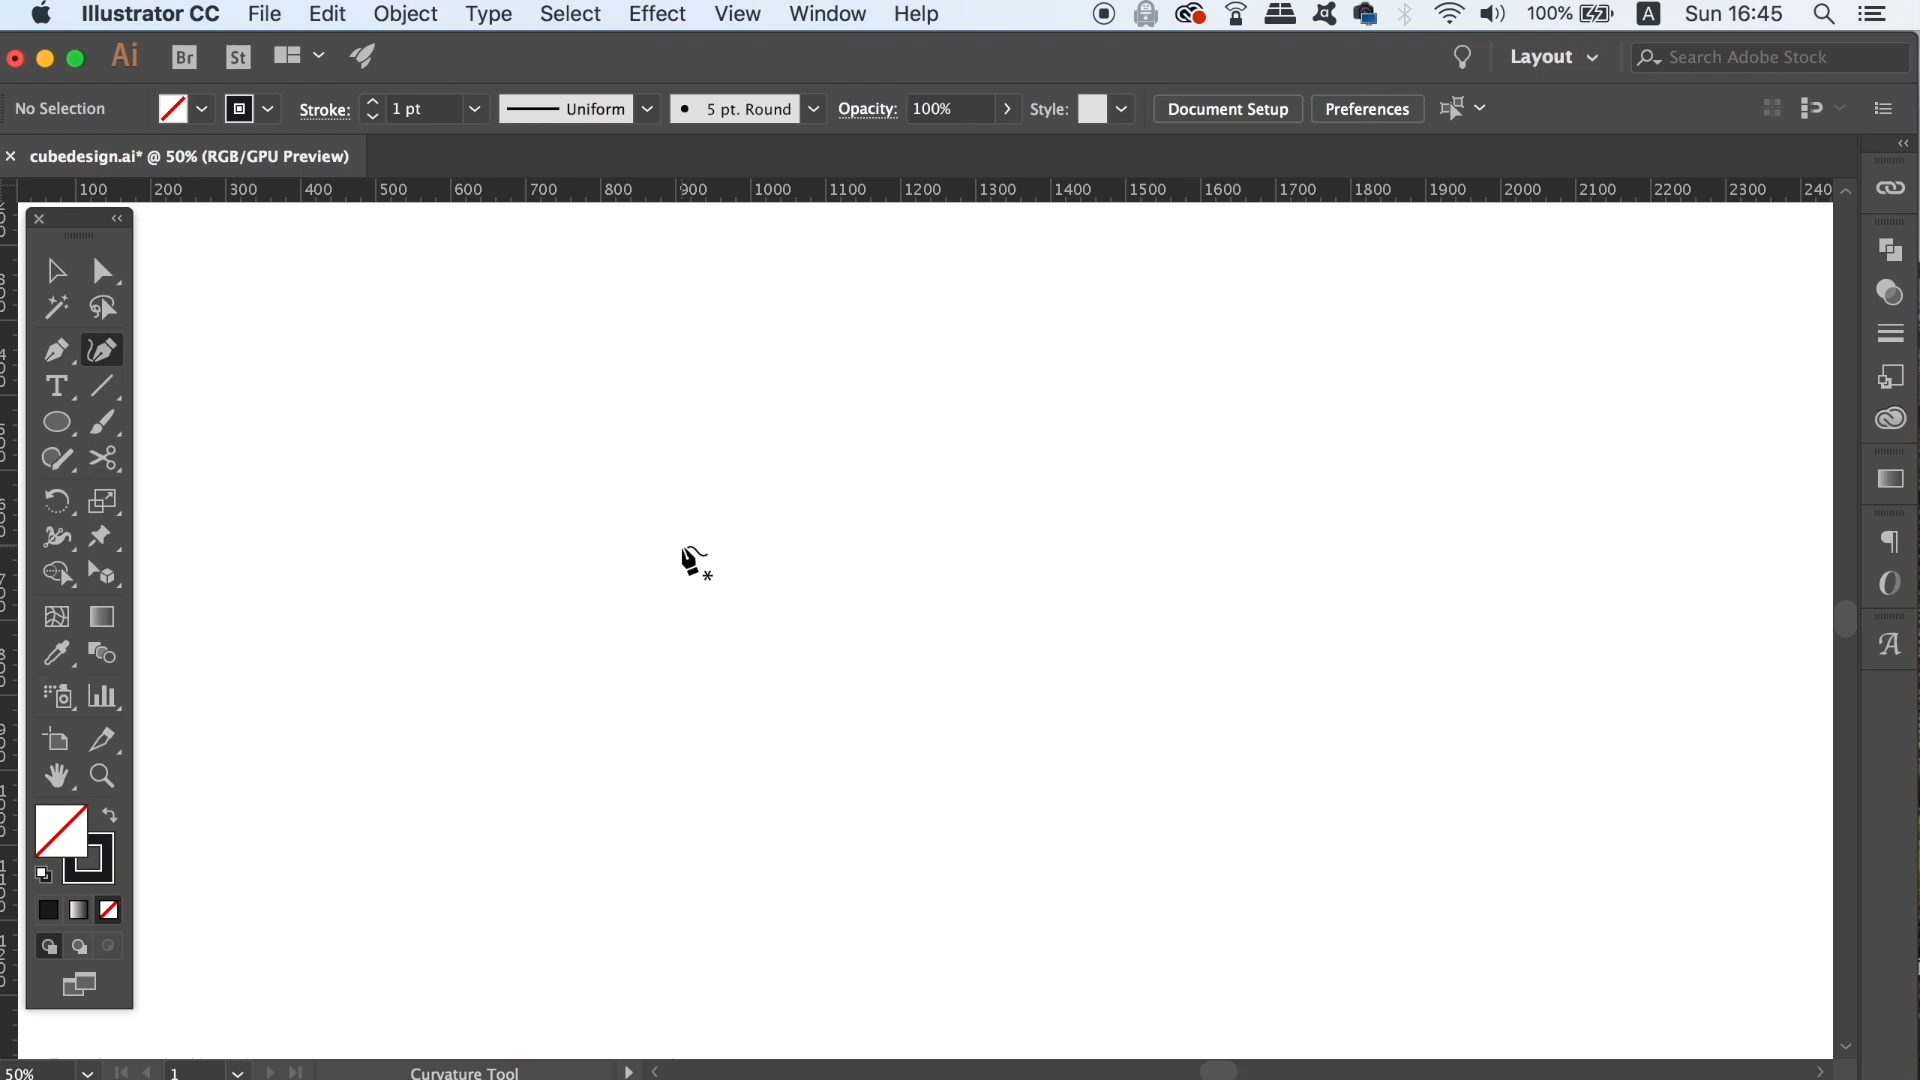 Illustrator CC File Edit Object Type Select Effect View Window Help 100% A Sun 16:45
Ai Br St Layout Search Adobe Stock
No Selection Stroke: 1 pt Uniform 5 pt. Round Opacity: 100% Style: Document Setup Preferences
cubedesign.ai* @ 50% (RGB/GPU Preview)
100 200 300 400 500 600 700 800 900 1000 1100 1200 1300 1400 1500 1600 1700 1800 1900 2000 2100 2200 2300 240
50% 1 Curvature Tool